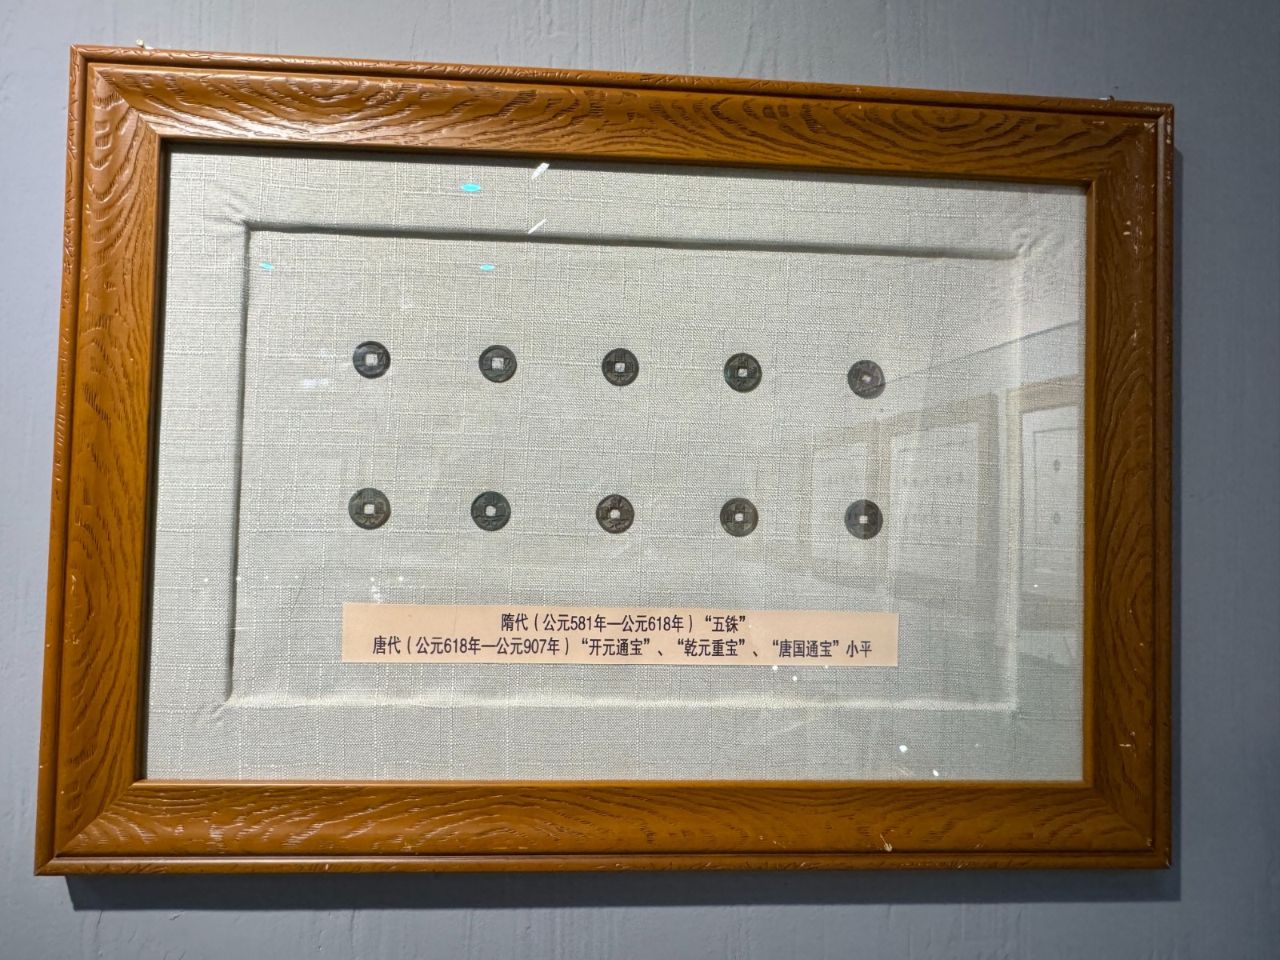 隋代（公元581年—公元618年）“五铢”
唐代（公元618年—公元907年）“开元通宝”、“乾元重宝”、“唐国通宝”小平